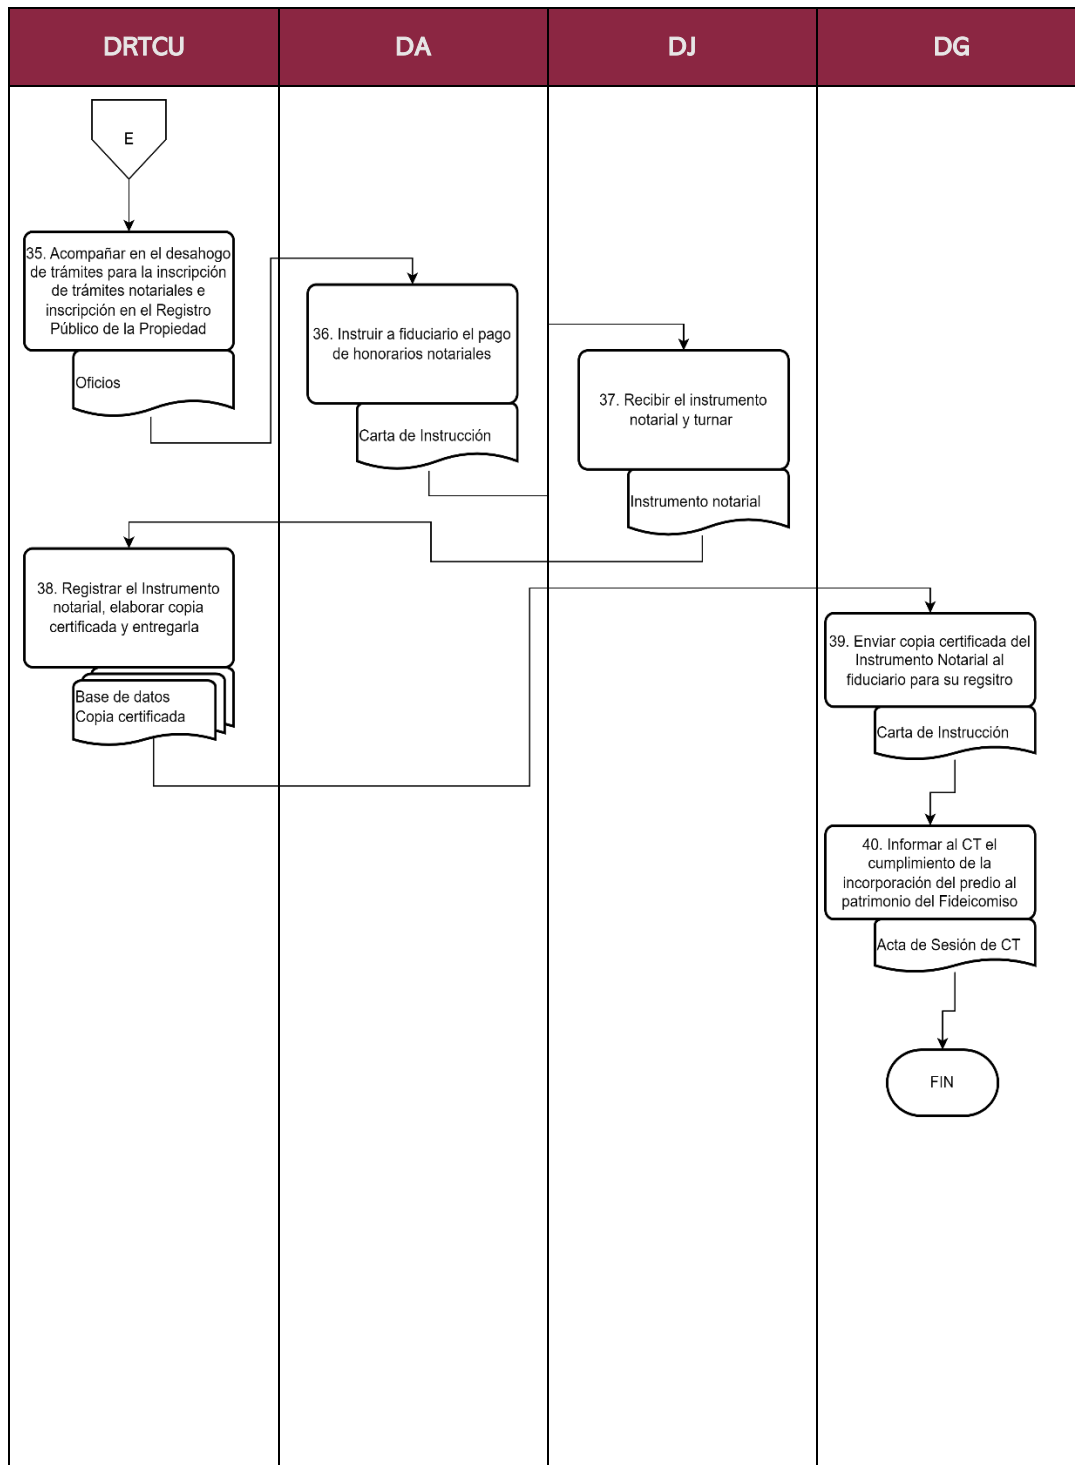 DRTCU
DA
DJ
DG
E
35. Acompañar en el desahogo
de trámites para la inscripción
de trámites notariales e
inscripción en el Registro
Público de la Propiedad
Oficios
36. Instruir a fiduciario el pago
de honorarios notariales
Carta de Instrucción
37. Recibir el instrumento
notarial y turnar
Instrumento notarial
38. Registrar el Instrumento
notarial, elaborar copia
certificada y entregarla
Base de datos
Copia certificada
39. Enviar copia certificada del
Instrumento Notarial al
fiduciario para su regsitro
Carta de Instrucción
40. Informar al CT el
cumplimiento de la
incorporación del predio al
patrimonio del Fideicomiso
Acta de Sesión de CT
FIN